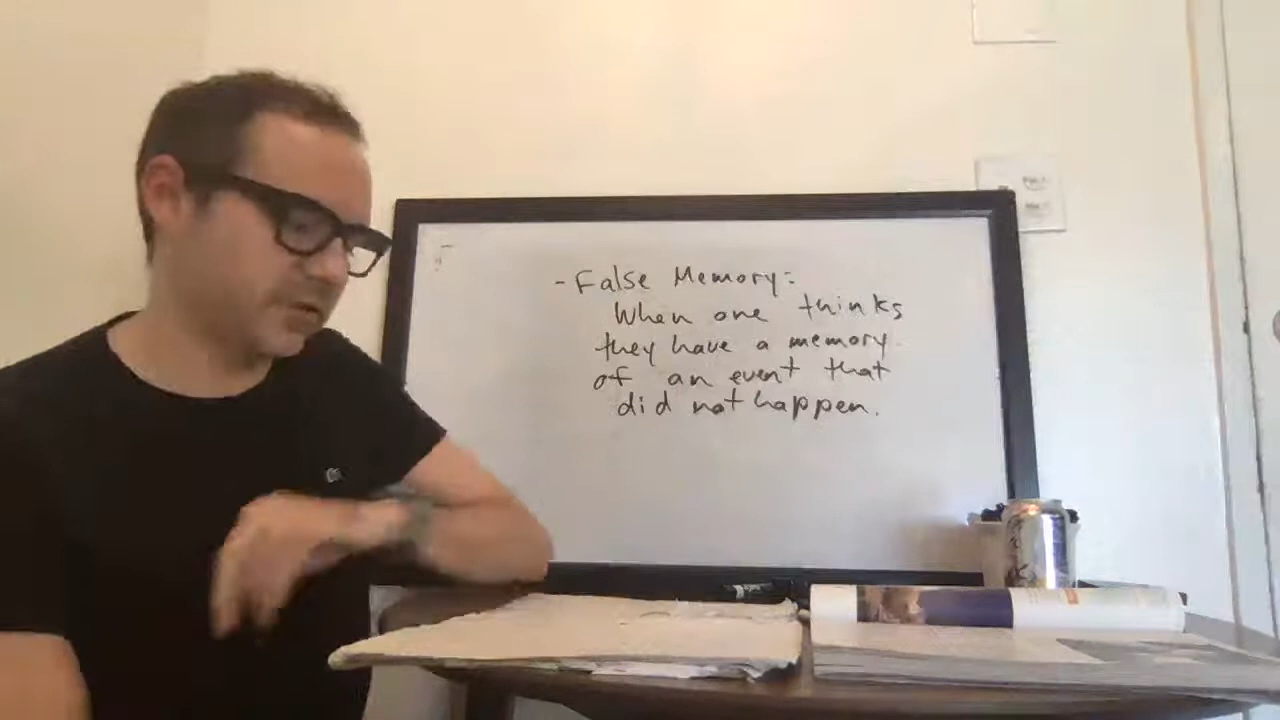 - False Memory:
When one thinks
they have a memory
of an event that
did not happen.